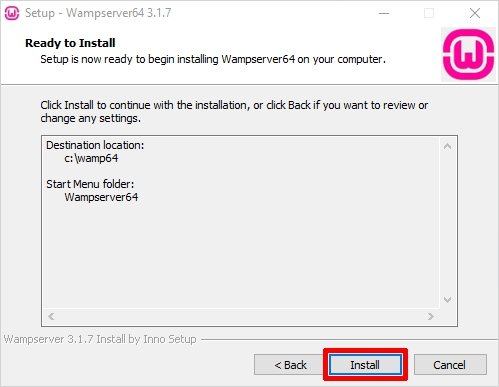 Setup - Wampserver64 3.1.7
Ready to Install
Setup is now ready to begin installing Wampserver64 on your computer.
Click Install to continue with the installation, or click Back if you want to review or
change any settings.
Destination location:
c:\wamp64
Start Menu folder:
Wampserver64
Wampserver 3.1.7 Install by Inno Setup
< Back
Install
Cancel